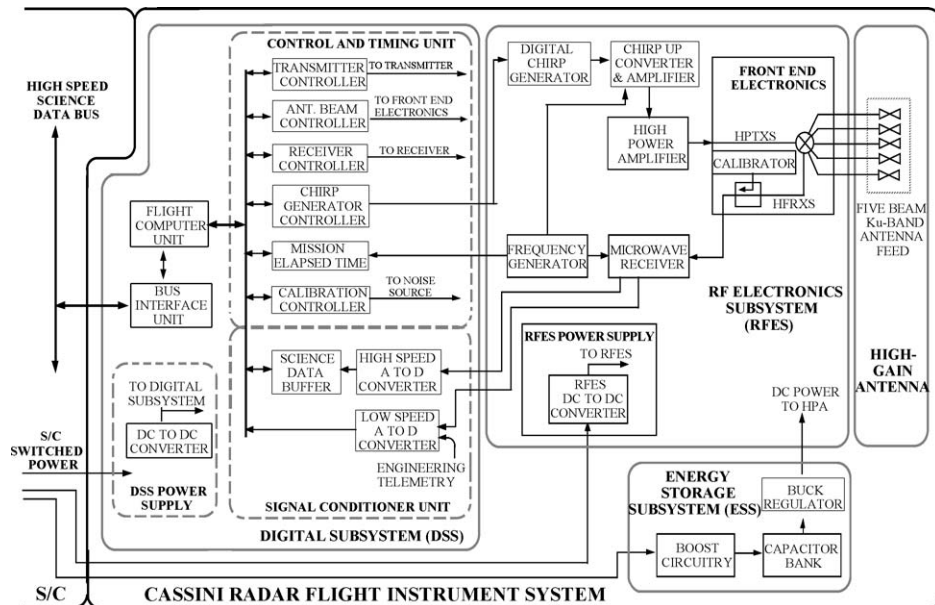 HIGH SPEED
SCIENCE
DATA BUS
S/C
SWITCHED
POWER
S/C
CASSINI RADAR FLIGHT INSTRUMENT SYSTEM
FLIGHT
COMPUTER
UNIT
BUS
INTERFACE
UNIT
TO DIGITAL
SUBSYSTEM
DC TO DC
CONVERTER
DSS POWER
SUPPLY
CONTROL AND TIMING UNIT
TRANSMITTER
CONTROLLER
TO TRANSMITTER
ANT. BEAM
CONTROLLER
TO FRONT END
ELECTRONICS
RECEIVER
CONTROLLER
TO RECEIVER
CHIRP
GENERATOR
CONTROLLER
MISSION
ELAPSED TIME
CALIBRATION
CONTROLLER
TO NOISE
SOURCE
SCIENCE
DATA
BUFFER
HIGH SPEED
A TO D
CONVERTER
LOW SPEED
A TO D
CONVERTER
ENGINEERING
TELEMETRY
SIGNAL CONDITIONER UNIT
DIGITAL SUBSYSTEM (DSS)
DIGITAL
CHIRP
GENERATOR
CHIRP UP
CONVERTER
& AMPLIFIER
HIGH
POWER
AMPLIFIER
FRONT END
ELECTRONICS
HPTXS
CALIBRATOR
HFRXS
FREQUENCY
GENERATOR
MICROWAVE
RECEIVER
RF ELECTRONICS
SUBSYSTEM
(RFES)
RFES POWER SUPPLY
TO RFES
RFES
DC TO DC
CONVERTER
FIVE BEAM
Ku-BAND
ANTENNA
FEED
HIGH-
GAIN
ANTENNA
DC POWER
TO HPA
ENERGY
STORAGE
SUBSYSTEM (ESS)
BUCK
REGULATOR
BOOST
CIRCUITRY
CAPACITOR
BANK